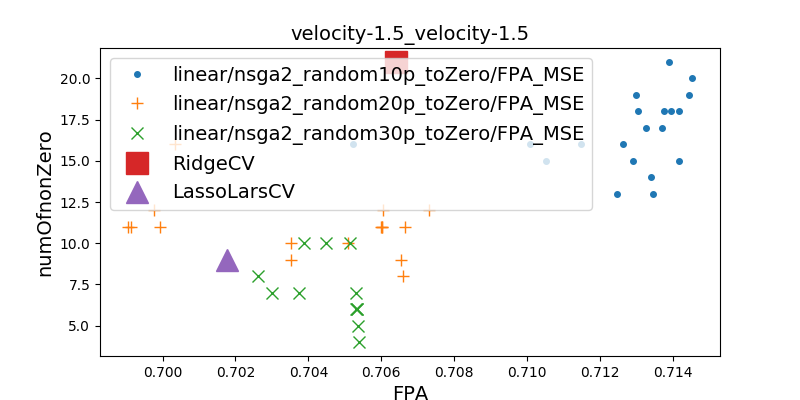 velocity-1.5_velocity-1.5
linear/nsga2_random10p_toZero/FPA_MSE
linear/nsga2_random20p_toZero/FPA_MSE
linear/nsga2_random30p_toZero/FPA_MSE
RidgeCV
LassoLarsCV
numOfnonZero
20.0
17.5
15.0
12.5
10.0
7.5
5.0
0.700 0.702 0.704 0.706 0.708 0.710 0.712 0.714
FPA